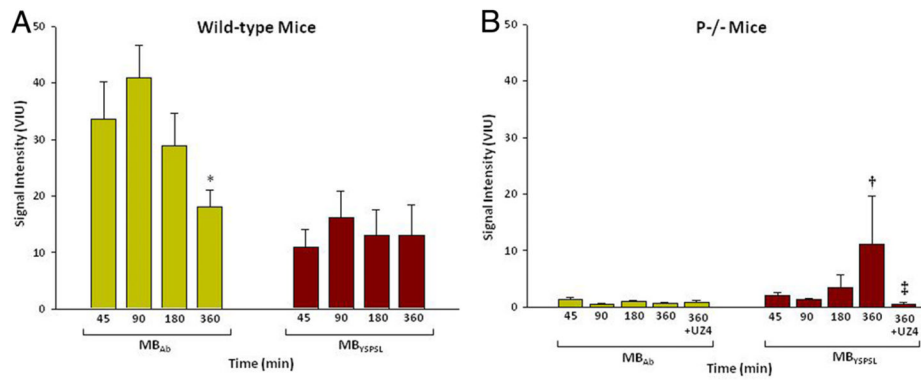 A
Wild-type Mice
Signal Intensity (VIU)
50
40
30
20
10
0
*
45 90 180 360 45 90 180 360
MBAb MBYSPSL
Time (min)
B
P-/- Mice
Signal Intensity (VIU)
50
40
30
20
10
0
†
‡
45 90 180 360 360 45 90 180 360 360
+UZ4 +UZ4
MBAb MBYSPSL
Time (min)